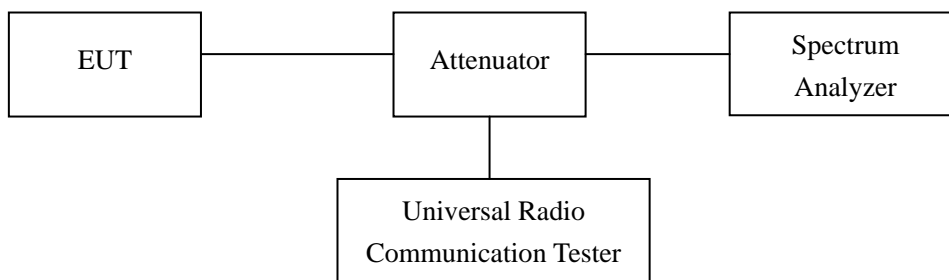 EUT
Attenuator
Spectrum
Analyzer
Universal Radio
Communication Tester